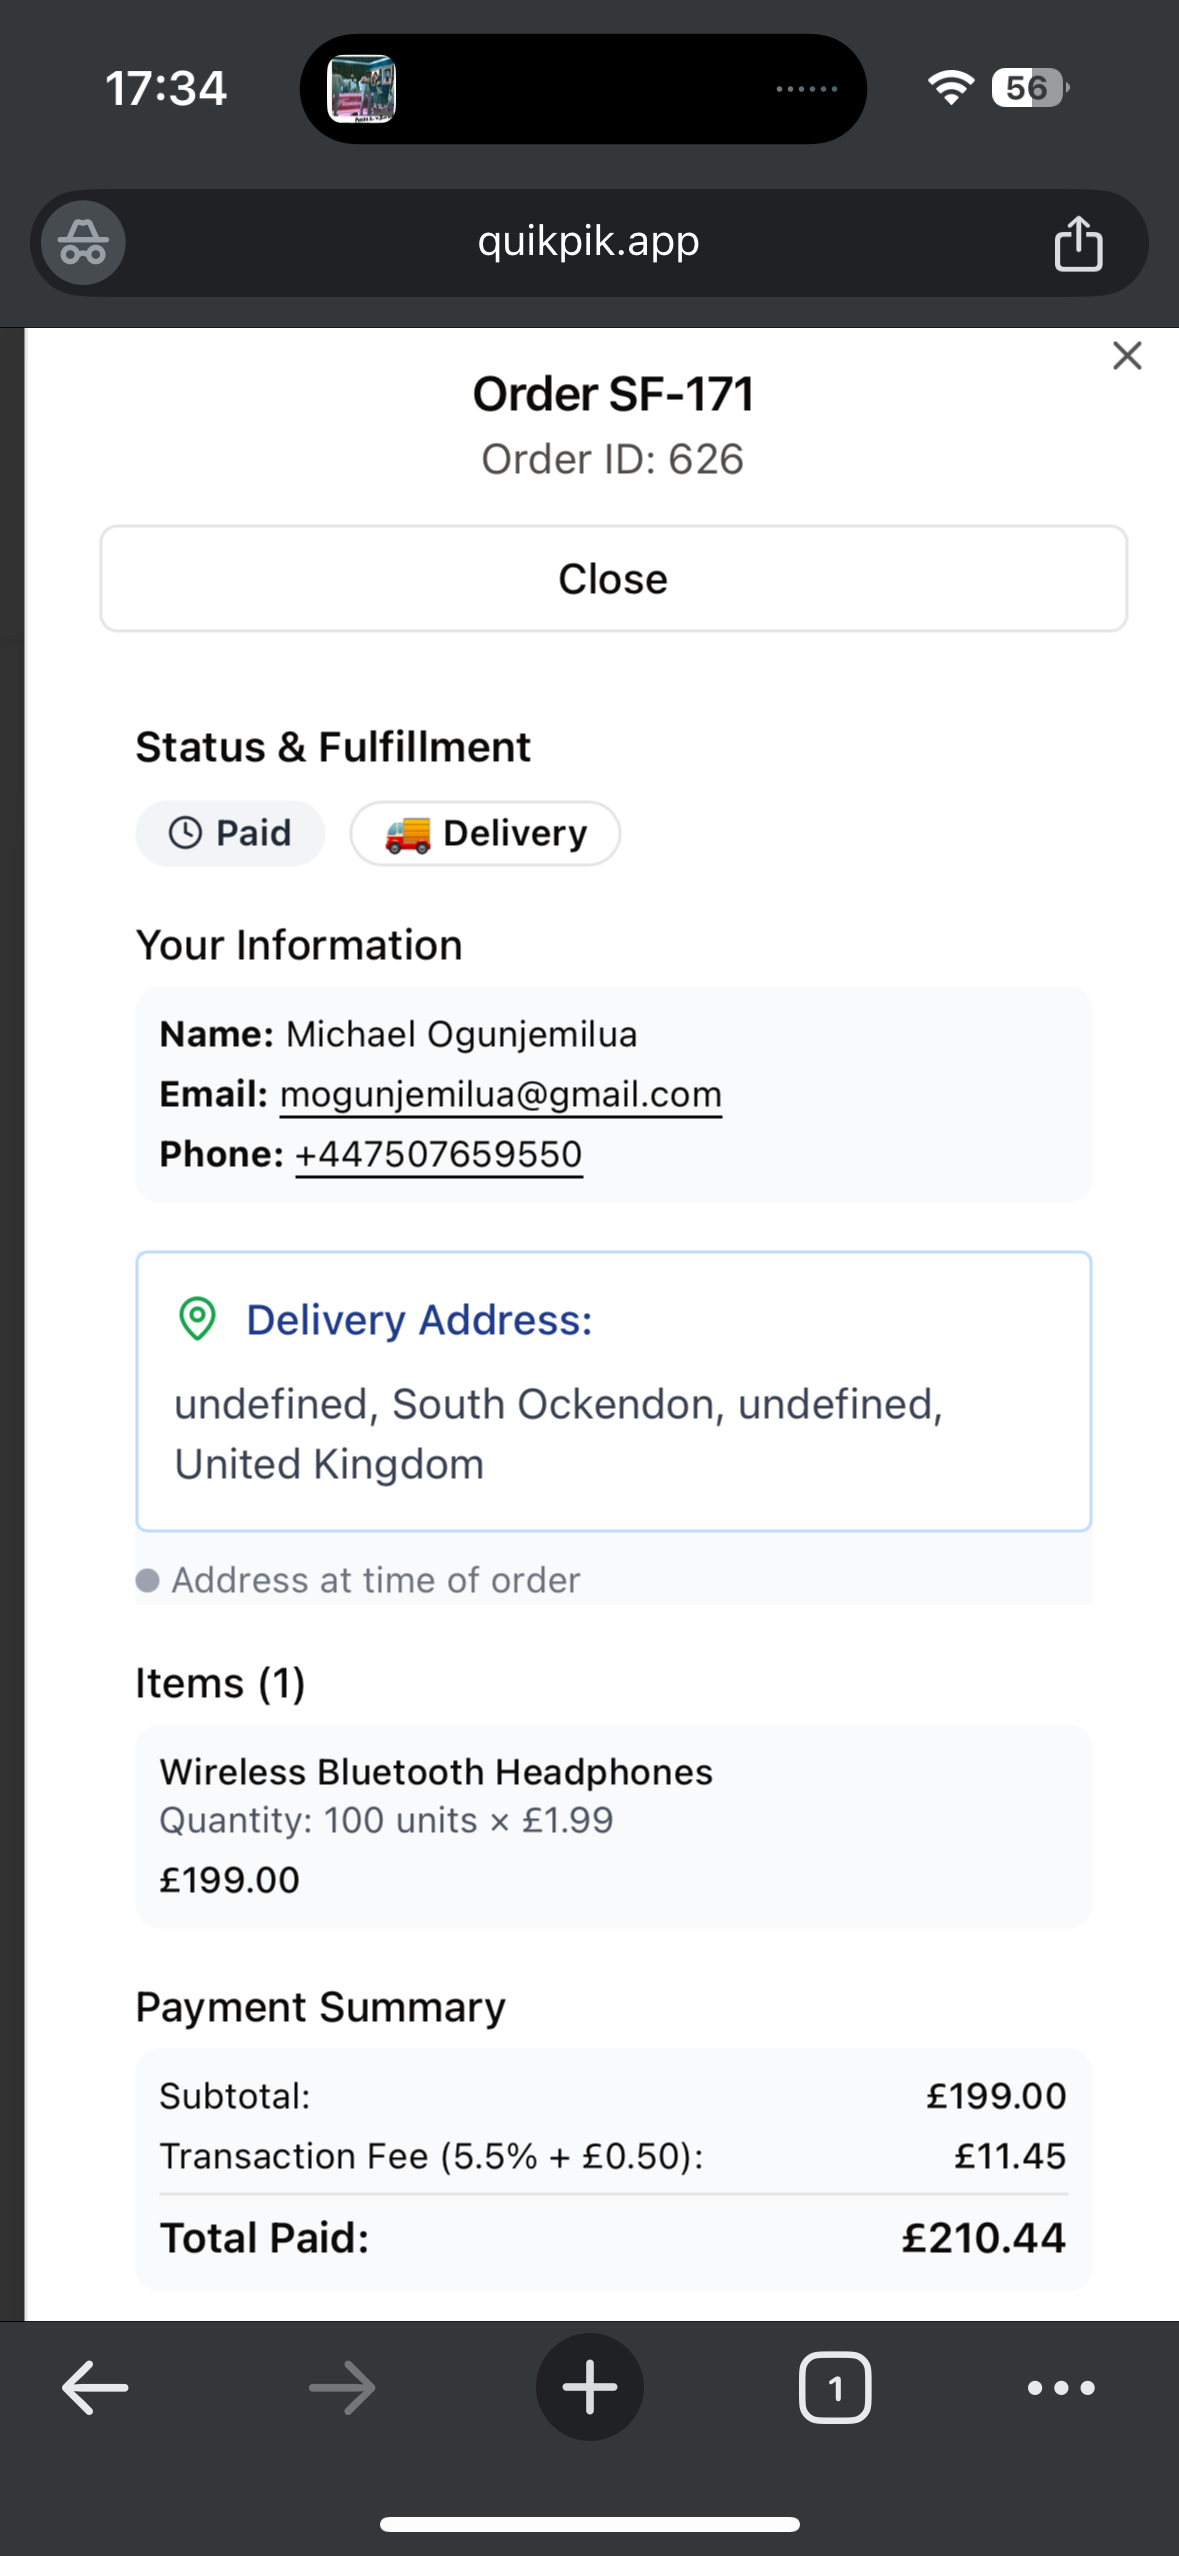 17:34
56
quikpik.app
Order SF-171
Order ID: 626
Close
Status & Fulfillment
Paid
Delivery
Your Information
Name: Michael Ogunjemilua
Email: mogunjemilua@gmail.com
Phone: +447507659550
Delivery Address:
undefined, South Ockendon, undefined,
United Kingdom
Address at time of order
Items (1)
Wireless Bluetooth Headphones
Quantity: 100 units × £1.99
£199.00
Payment Summary
Subtotal: £199.00
Transaction Fee (5.5% + £0.50): £11.45
Total Paid: £210.44
1